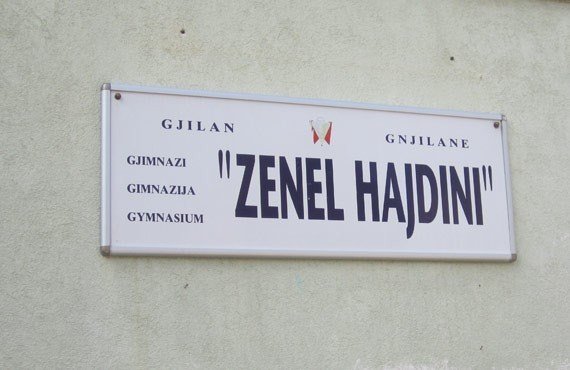 GJILAN GNJILANE
GJIMNAZI
GIMNAZIJA
GYMNASIUM
"ZENEL HAJDINI"